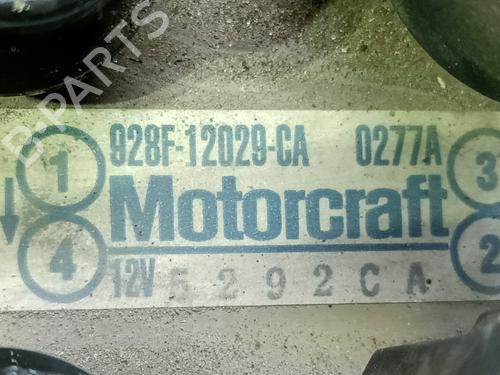 B-PARTS
1 928F-12029-CA 0277A 3
Motorcraft
4 12V 5292CA 2